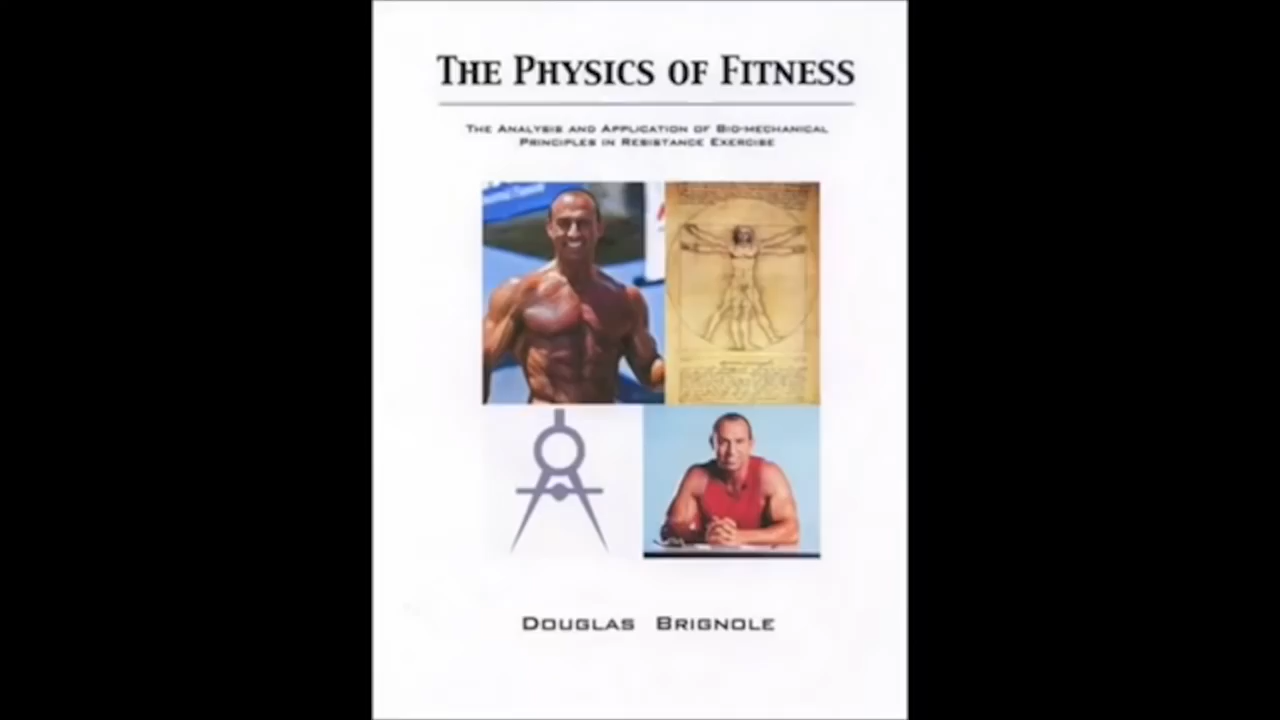 The Physics of Fitness
The Analysis and Application of Bio-mechanical
Principles in Resistance Exercise
Douglas Brignole